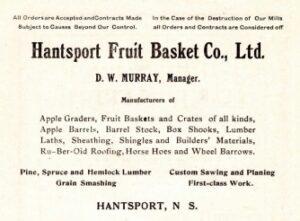 All Orders are Accepted and Contracts Made
Subject to Causes Beyond Our Control.
In the Case of the Destruction of Our Mills
all Orders and Contracts are Considered off
Hantsport Fruit Basket Co., Ltd.
D. W. MURRAY, Manager.
Manufacturers of
Apple Graders, Fruit Baskets and Crates of all kinds,
Apple Barrels, Barrel Stock, Box Shooks, Lumber
Laths, Sheathing, Shingles and Builders' Materials,
Ru-Ber-Oid Roofing, Horse Hoes and Wheel Barrows.
Pine, Spruce and Hemlock Lumber
Grain Smashing
Custom Sawing and Planing
First-class Work.
HANTSPORT, N S.